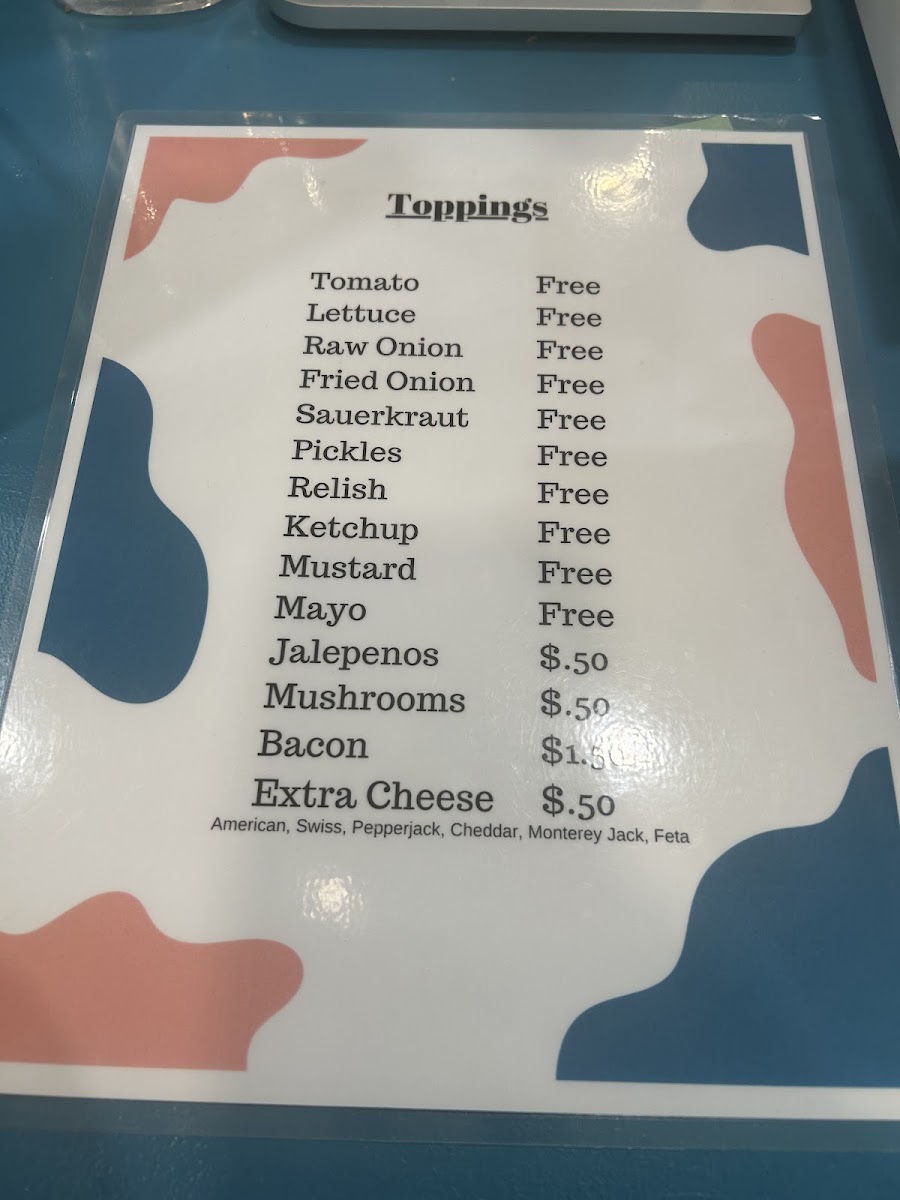 Toppings
Tomato Free
Lettuce Free
Raw Onion Free
Fried Onion Free
Sauerkraut Free
Pickles Free
Relish Free
Ketchup Free
Mustard Free
Mayo Free
Jalepenos $.50
Mushrooms $.50
Bacon $1.50
Extra Cheese $.50
American, Swiss, Pepperjack, Cheddar, Monterey Jack, Feta